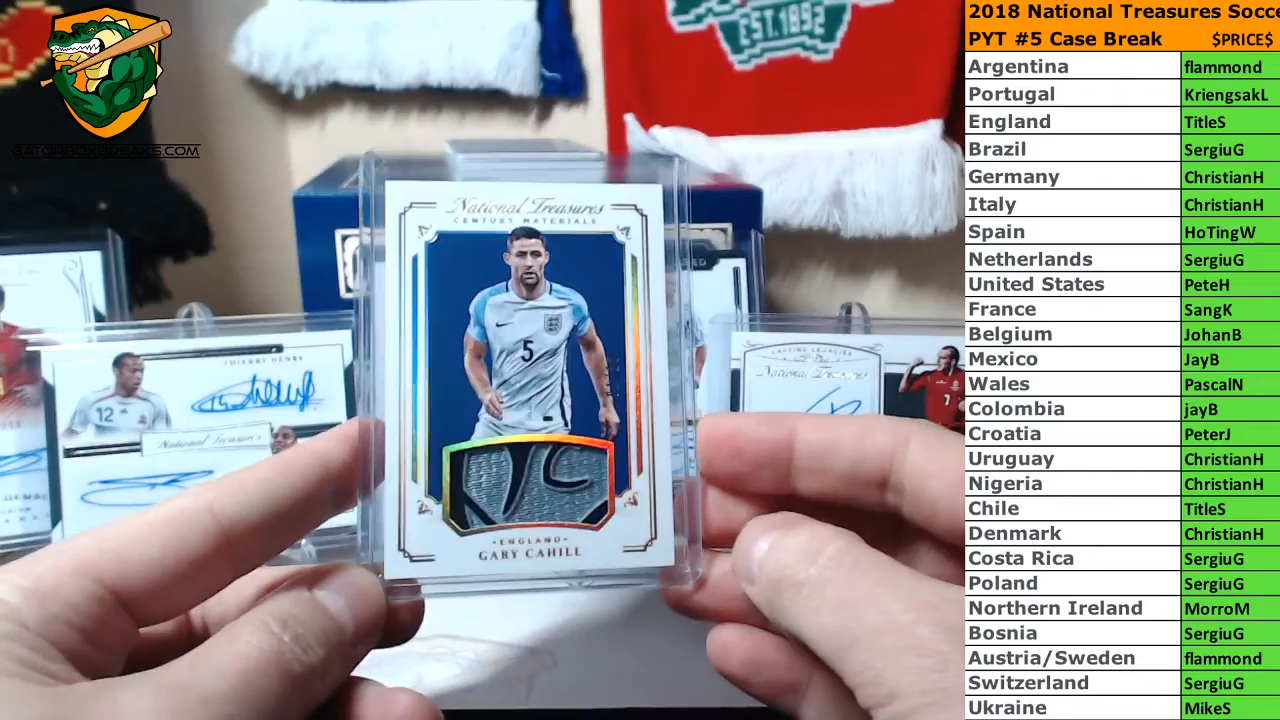 GATORBOXBREAKS.COM
EST.1892
National Treasures
CENTURY MATERIALS
5
•ENGLAND•
GARY CAHILL
THIERRY HENRY
12
National Treasures
LASTING LEGACIES
National Treasures
7
2018 National Treasures Socce
PYT #5 Case Break $PRICE$
Argentina flammond
Portugal KriengsakL
England TitleS
Brazil SergiuG
Germany ChristianH
Italy ChristianH
Spain HoTingW
Netherlands SergiuG
United States PeteH
France SangK
Belgium JohanB
Mexico JayB
Wales PascalN
Colombia jayB
Croatia PeterJ
Uruguay ChristianH
Nigeria ChristianH
Chile TitleS
Denmark ChristianH
Costa Rica SergiuG
Poland SergiuG
Northern Ireland MorroM
Bosnia SergiuG
Austria/Sweden flammond
Switzerland SergiuG
Ukraine MikeS